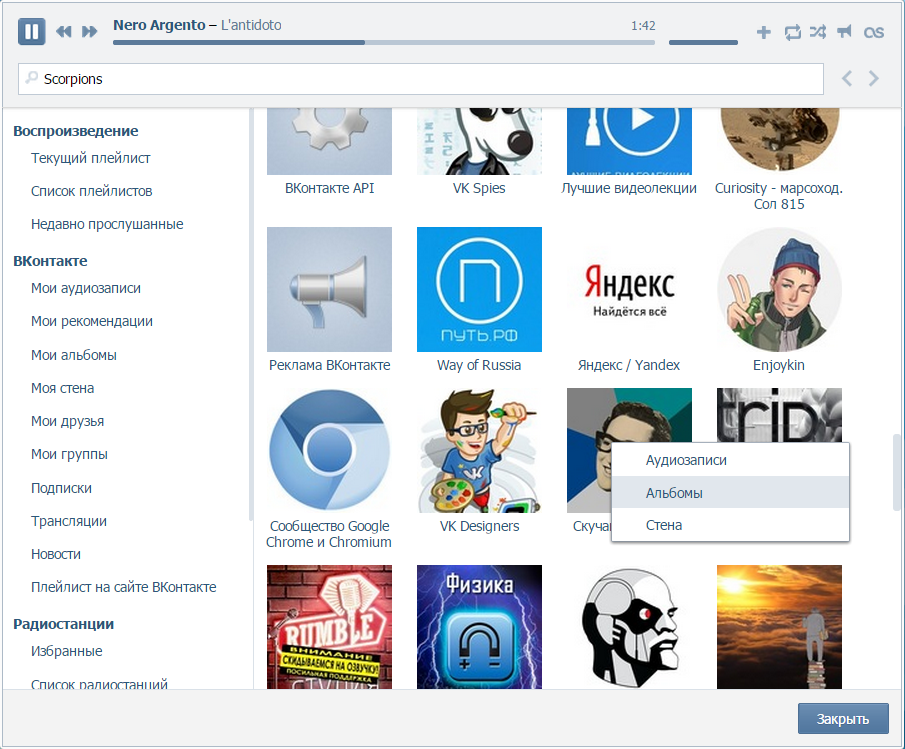 Nero Argento – L'antidoto
1:42
Scorpions
Воспроизведение
Текущий плейлист
Список плейлистов
Недавно прослушанные
ВКонтакте
Мои аудиозаписи
Мои рекомендации
Мои альбомы
Моя стена
Мои друзья
Мои группы
Подписки
Трансляции
Новости
Плейлист на сайте ВКонтакте
Радиостанции
Избранные
Список радиостанций
ВКонтакте API
VK Spies
Лучшие видеолекции
Curiosity - марсоход.
Сол 815
ПУТЬ.РФ
Яндекс
Найдётся всё
Реклама ВКонтакте
Way of Russia
Яндекс / Yandex
Enjoykin
trip
Сообщество Google
Chrome и Chromium
VK Designers
Аудиозаписи
Альбомы
Стена
RUMBLE
ВНИМАНИЕ
СКИДЫВАЕМСЯ НА ОЗВУЧКУ!
ПОСИЛЬНАЯ ПОДДЕРЖКА
Физика
Закрыть